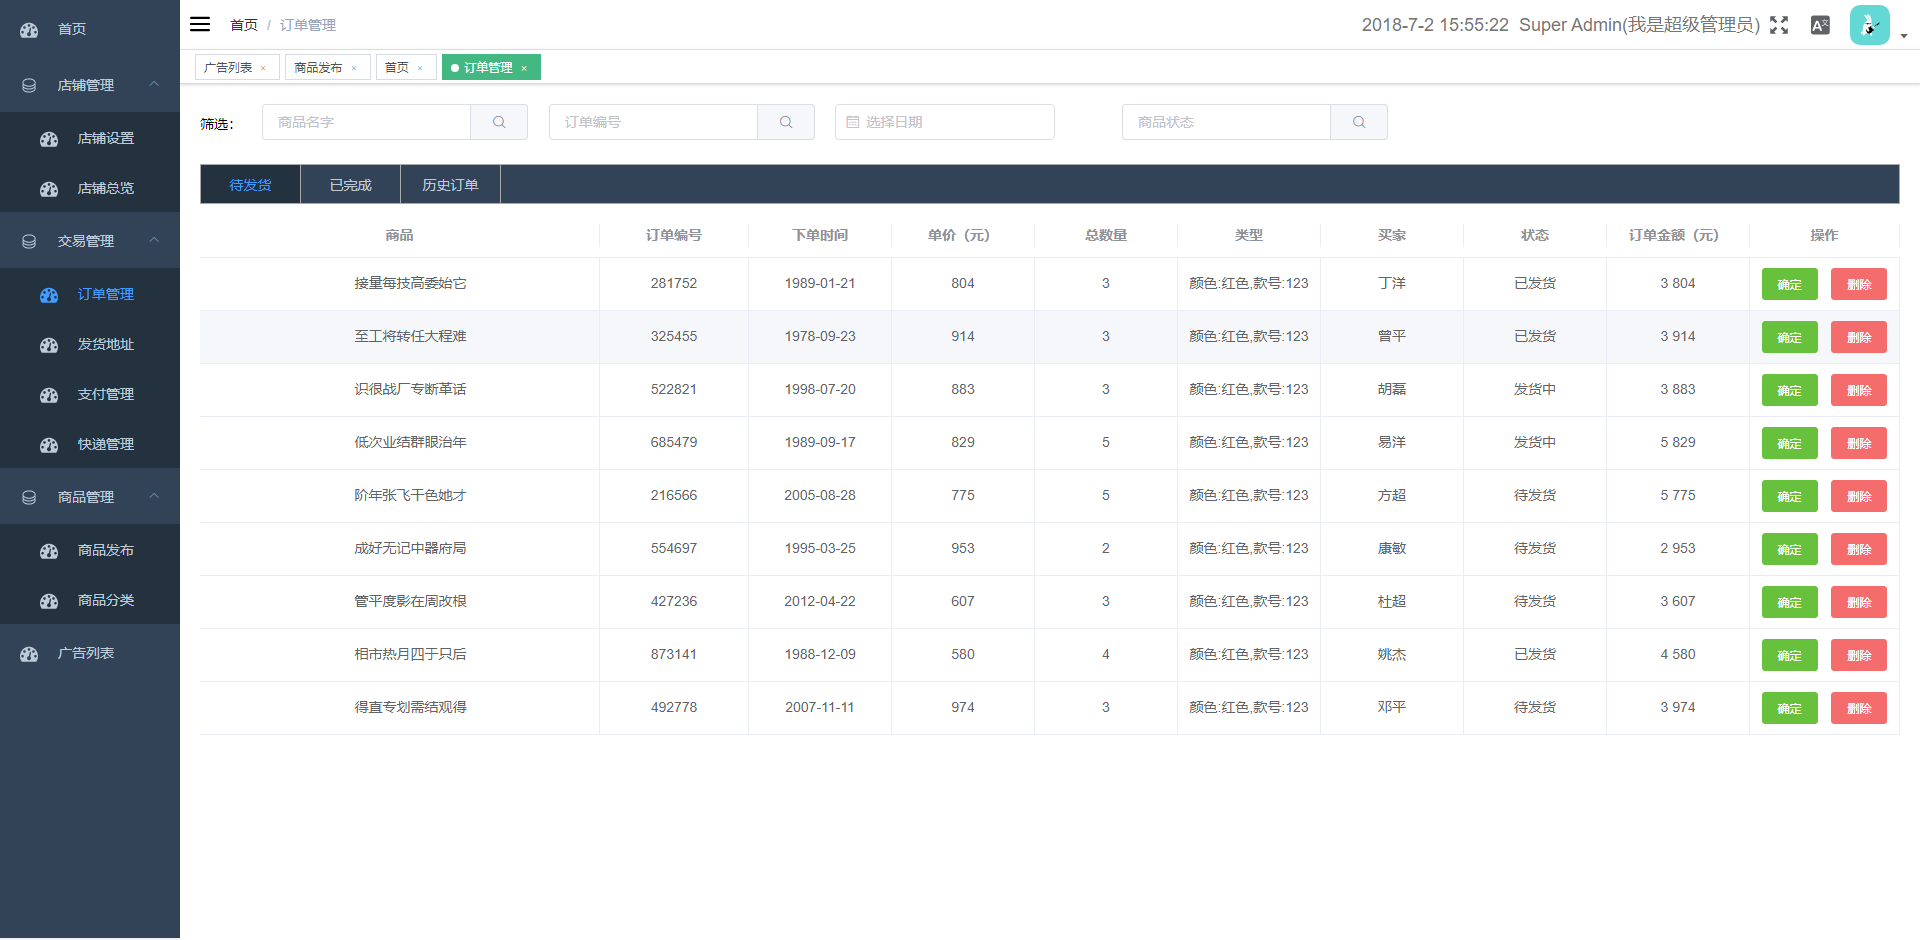 首页
店铺管理
店铺设置
店铺总览
交易管理
订单管理
发货地址
支付管理
快递管理
商品管理
商品发布
商品分类
广告列表
首页 / 订单管理
2018-7-2 15:55:22 Super Admin(我是超级管理员)
广告列表 × 商品发布 × 首页 × 订单管理 ×
筛选： 商品名字 订单编号 选择日期 商品状态
待发货 已完成 历史订单
商品 订单编号 下单时间 单价（元） 总数量 类型 买家 状态 订单金额（元） 操作
接量每技高委始它 281752 1989-01-21 804 3 颜色:红色,款号:123 丁洋 已发货 3 804 确定 删除
至工将转任大程难 325455 1978-09-23 914 3 颜色:红色,款号:123 曾平 已发货 3 914 确定 删除
识很战厂专断革话 522821 1998-07-20 883 3 颜色:红色,款号:123 胡磊 发货中 3 883 确定 删除
低次业结群眼治年 685479 1989-09-17 829 5 颜色:红色,款号:123 易洋 发货中 5 829 确定 删除
阶年张飞干色她才 216566 2005-08-28 775 5 颜色:红色,款号:123 方超 待发货 5 775 确定 删除
成好无记中器府局 554697 1995-03-25 953 2 颜色:红色,款号:123 康敏 待发货 2 953 确定 删除
管平度影在周改根 427236 2012-04-22 607 3 颜色:红色,款号:123 杜超 待发货 3 607 确定 删除
相市热月四于只后 873141 1988-12-09 580 4 颜色:红色,款号:123 姚杰 已发货 4 580 确定 删除
得直专划需结观得 492778 2007-11-11 974 3 颜色:红色,款号:123 邓平 待发货 3 974 确定 删除